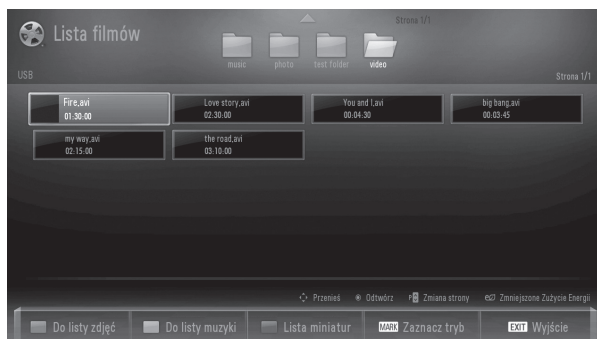 Lista filmów
Strona 1/1
music photo test folder video
USB
Strona 1/1
Fire,avi
01:30:00
Love story,avi
02:30:00
You and I,avi
00:04:30
big bang,avi
00:03:45
my way,avi
02:15:00
the road,avi
03:10:00
Przenieś Odtwórz P Zmiana strony Zmniejszone Zużycie Energii
Do listy zdjęć Do listy muzyki Lista miniatur MARK Zaznacz tryb EXIT Wyjście